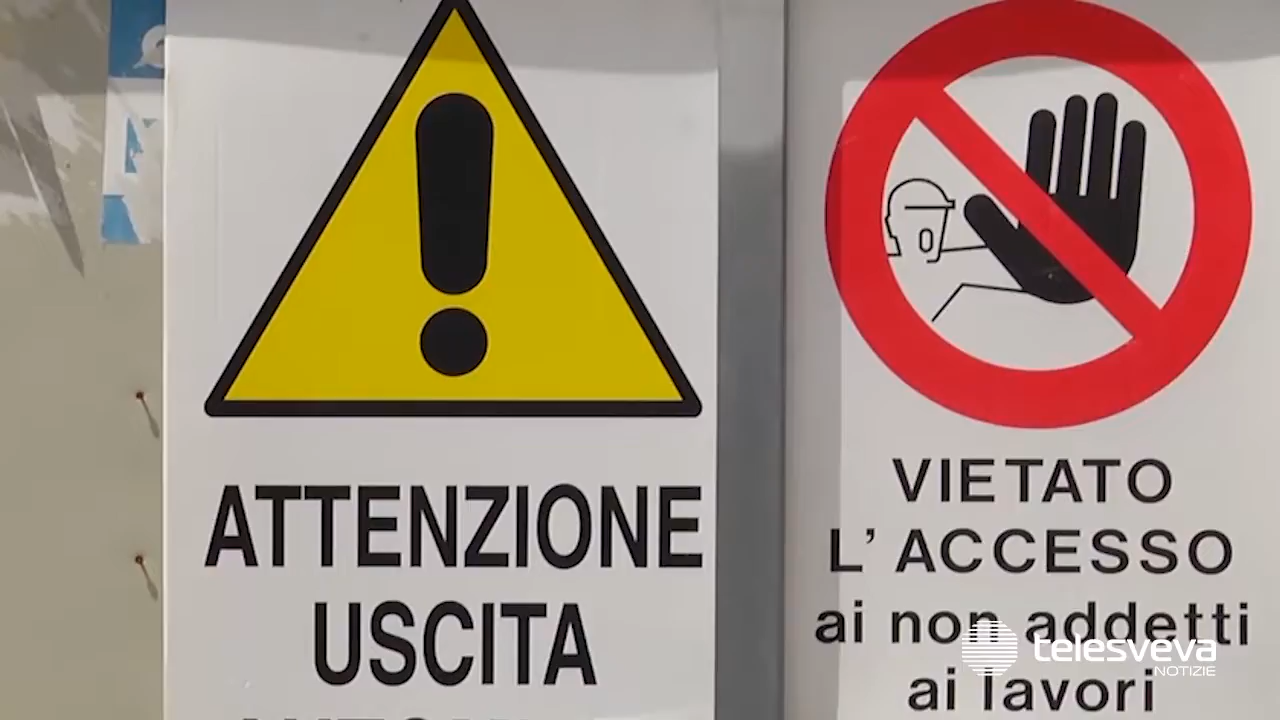 ATTENZIONE
USCITA
VIETATO
L'ACCESSO
ai non addetti
ai lavori
telesveva
NOTIZIE